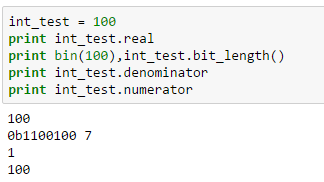 int_test = 100
print int_test.real
print bin(100),int_test.bit_length()
print int_test.denominator
print int_test.numerator
100
0b1100100 7
1
100